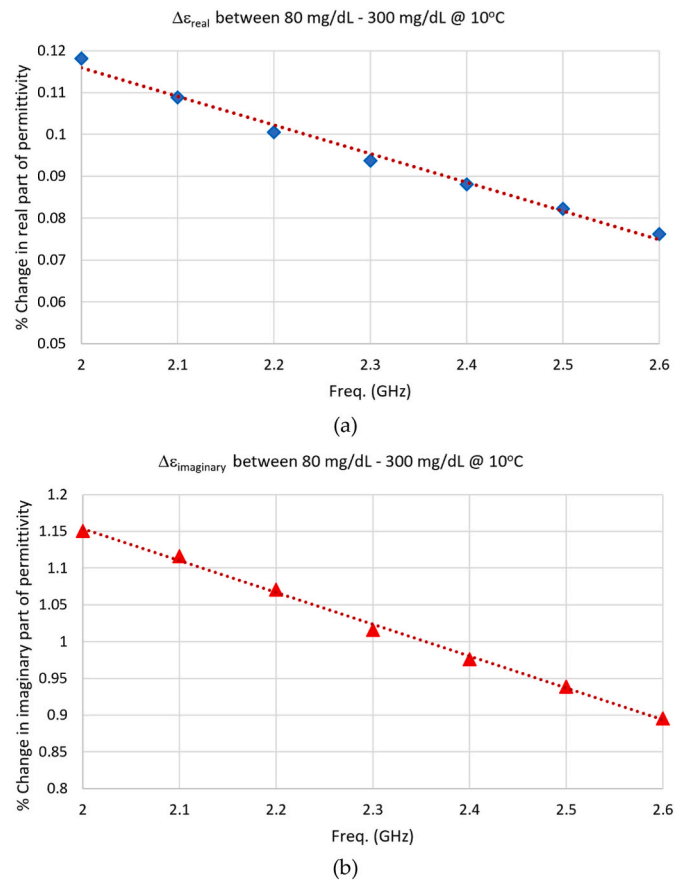 Δεreal between 80 mg/dL - 300 mg/dL @ 10°C
% Change in real part of permittivity
0.12
0.11
0.1
0.09
0.08
0.07
0.06
0.05
2 2.1 2.2 2.3 2.4 2.5 2.6
Freq. (GHz)
(a)
Δεimaginary between 80 mg/dL - 300 mg/dL @ 10°C
% Change in imaginary part of permittivity
1.2
1.15
1.1
1.05
1
0.95
0.9
0.85
0.8
2 2.1 2.2 2.3 2.4 2.5 2.6
Freq. (GHz)
(b)